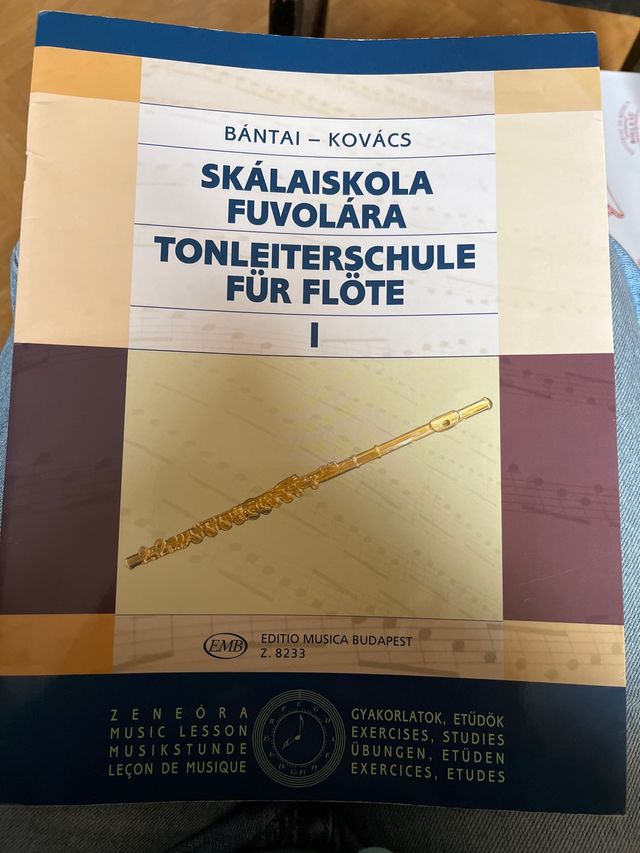 BÁNTAI – KOVÁCS
SKÁLAISKOLA
FUVOLÁRA
TONLEITERSCHULE
FÜR FLÖTE
I
EMB
EDITIO MUSICA BUDAPEST
Z. 8233
ZENEÓRA
MUSIC LESSON
MUSIKSTUNDE
LEÇON DE MUSIQUE
GYAKORLATOK, ETŰDÖK
EXERCISES, STUDIES
ÜBUNGEN, ETÜDEN
EXERCICES, ETUDES